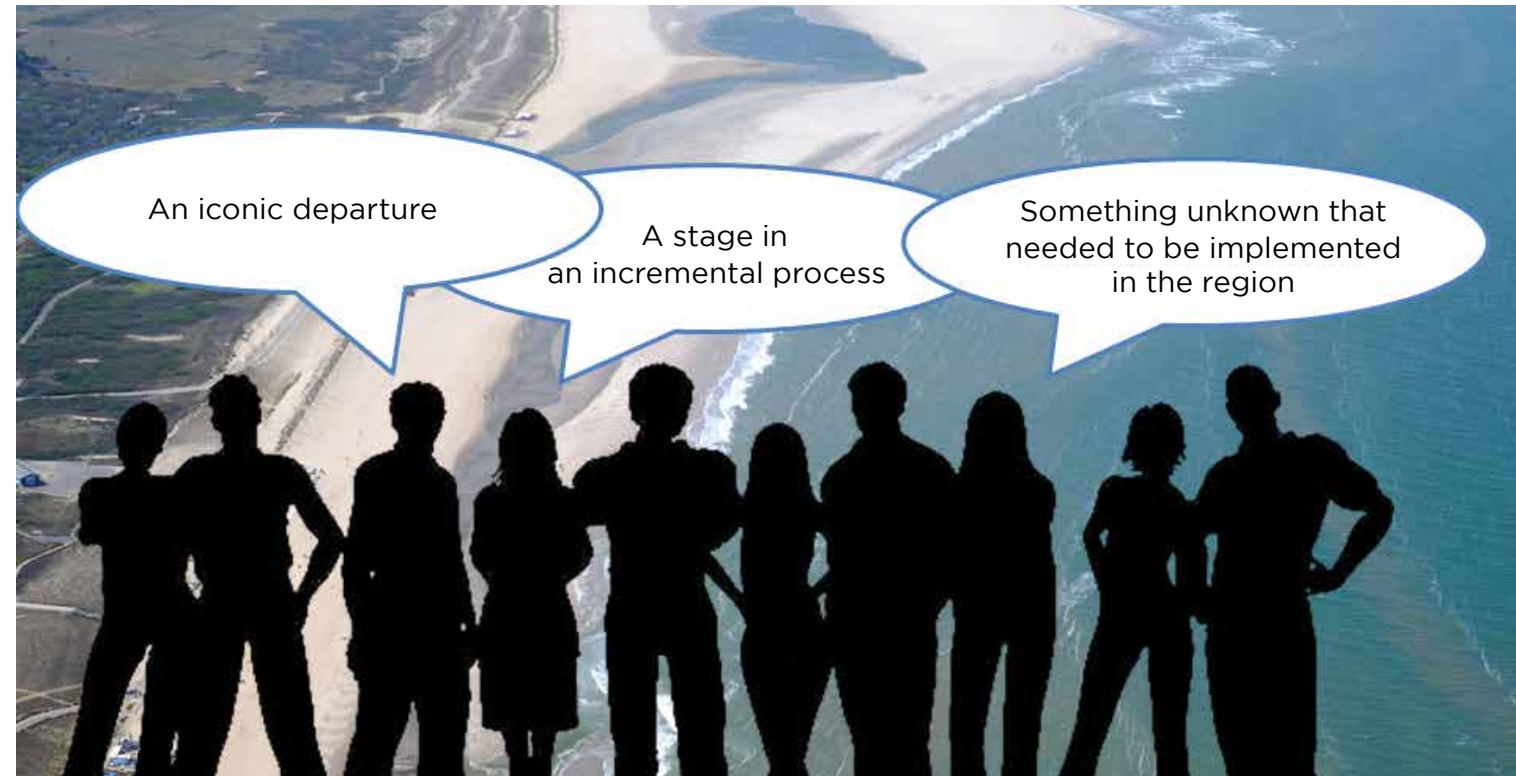 An iconic departure
A stage in
an incremental process
Something unknown that
needed to be implemented
in the region